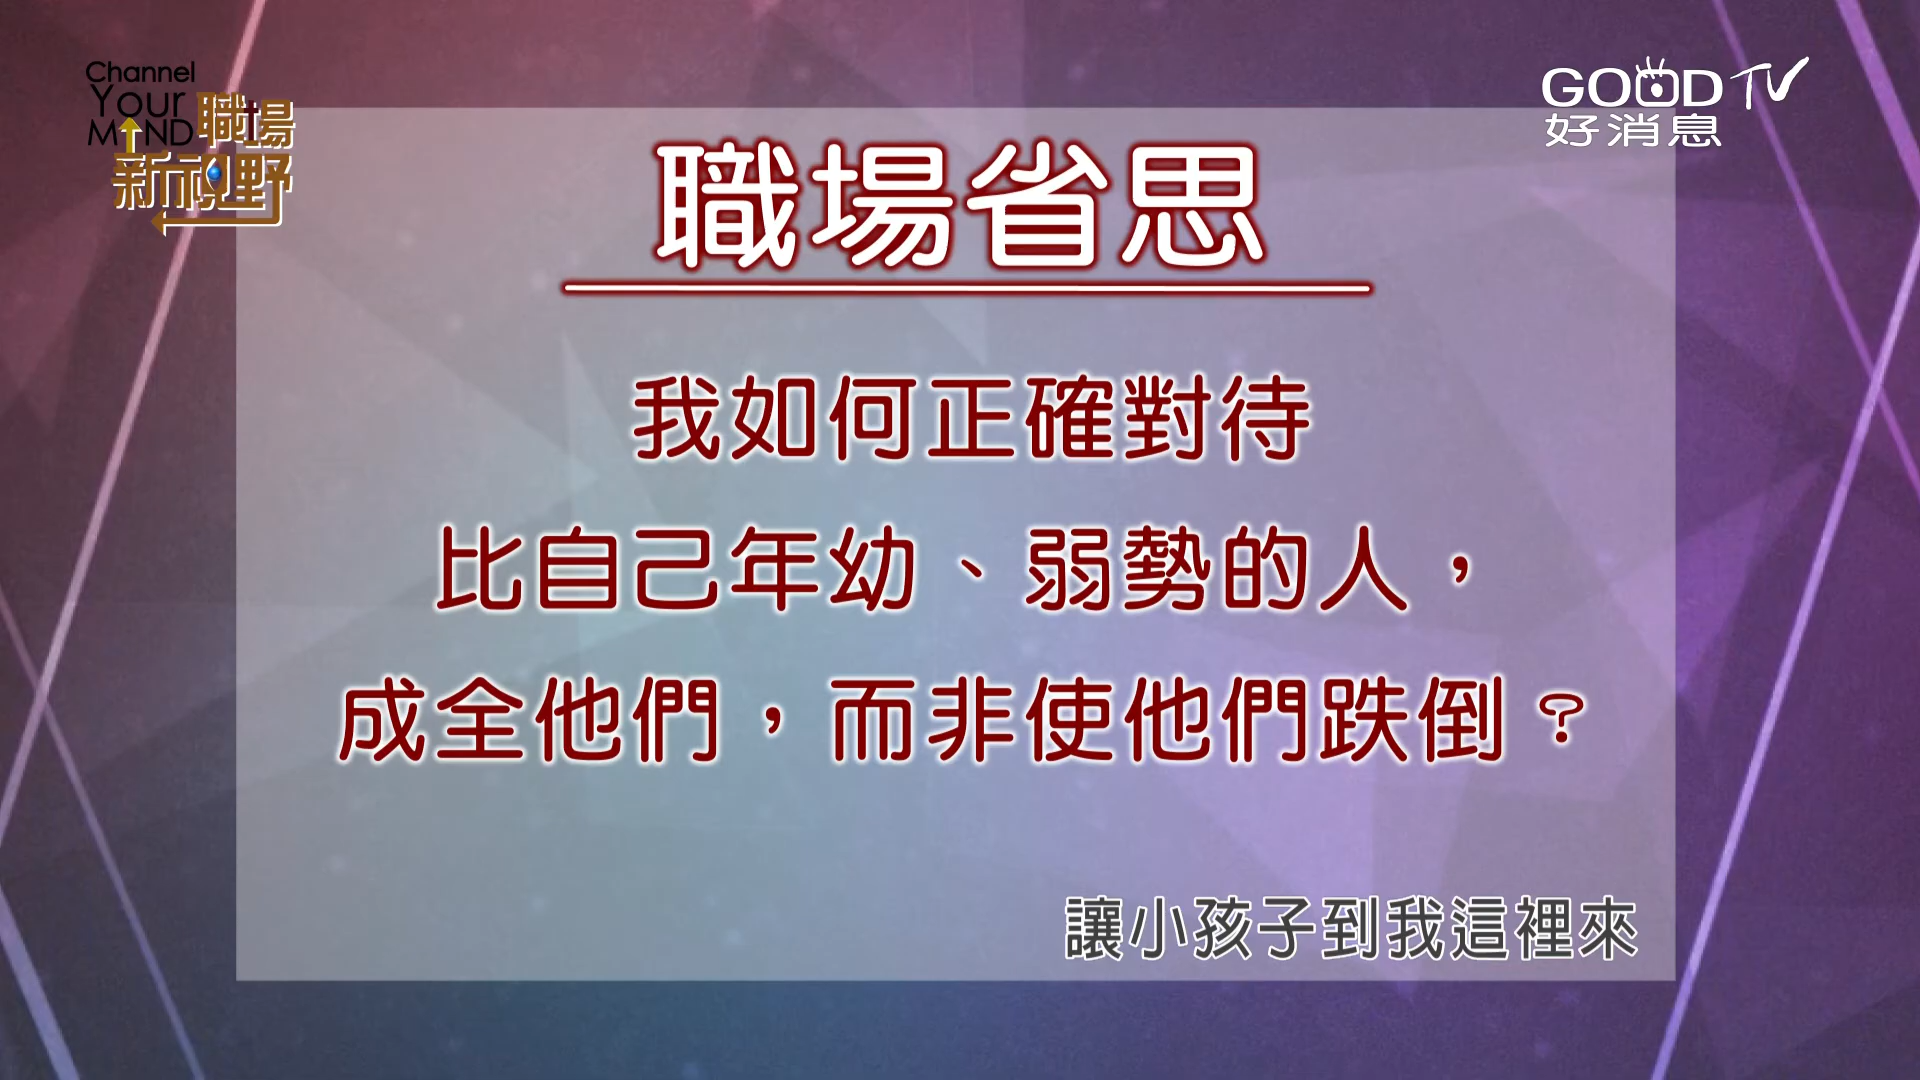 Channel
Your
MIND 職場
新視野
GOOD TV
好消息
職場省思
我如何正確對待
比自己年幼、弱勢的人，
成全他們，而非使他們跌倒？
讓小孩子到我這裡來